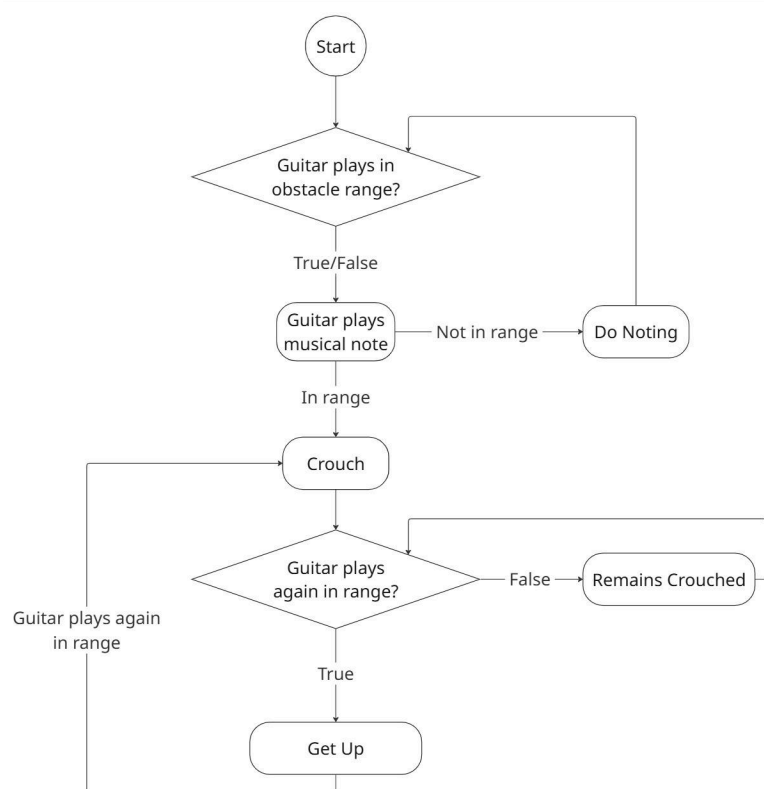 Start
Guitar plays in
obstacle range?
True/False
Guitar plays
musical note
Not in range
Do Noting
In range
Crouch
Guitar plays
again in range?
False
Remains Crouched
Guitar plays again
in range
True
Get Up